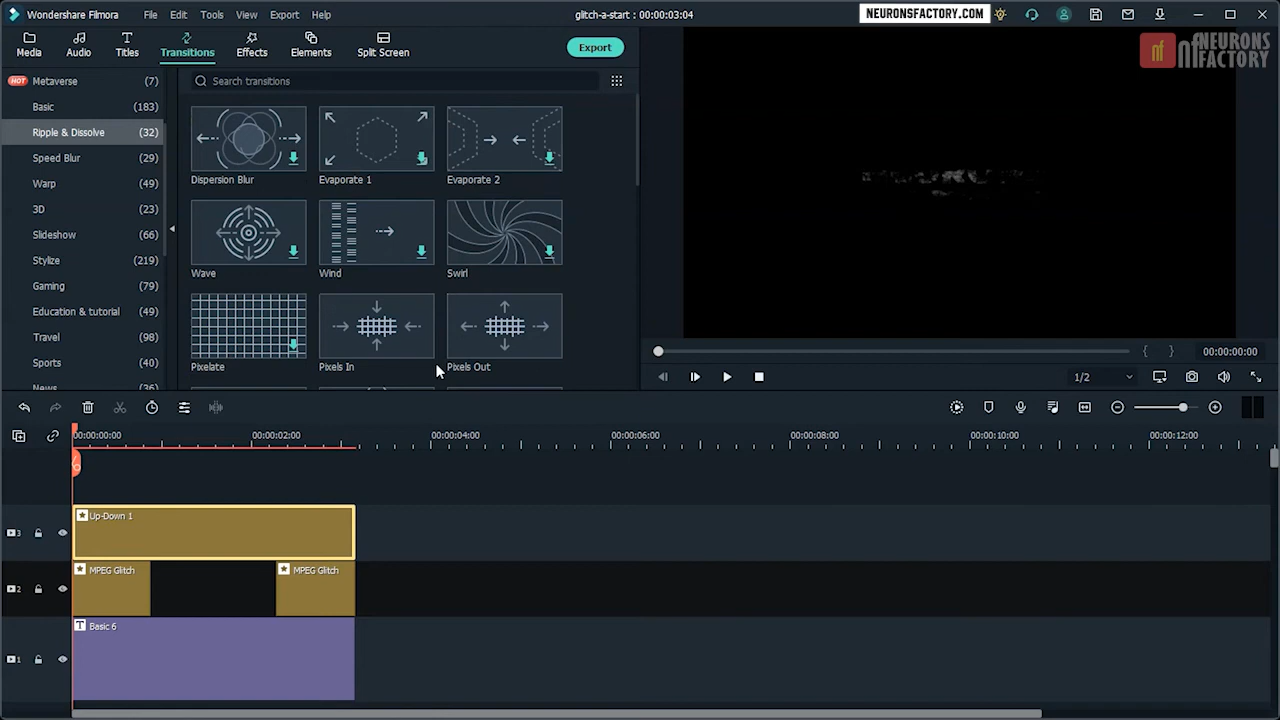 Wondershare Filmora File Edit Tools View Export Help glitch-a-start : 00:00:03:04 NEURONSFACTORY.COM
Media Audio Titles Transitions Effects Elements Split Screen Export
nf NEURONS
FACTORY
HOT Metaverse (7)
Basic (183)
Ripple & Dissolve (32)
Speed Blur (29)
Warp (49)
3D (23)
Slideshow (66)
Stylize (219)
Gaming (79)
Education & tutorial (49)
Travel (98)
Sports (40)
News (36)
Search transitions
Dispersion Blur Evaporate 1 Evaporate 2
Wave Wind Swirl
Pixelate Pixels In Pixels Out
00:00:00:00
1/2
00:00:00:00 00:00:02:00 00:00:04:00 00:00:06:00 00:00:08:00 00:00:10:00 00:00:12:00
3 Up-Down 1
2 MPEG Glitch MPEG Glitch
1 T Basic 6